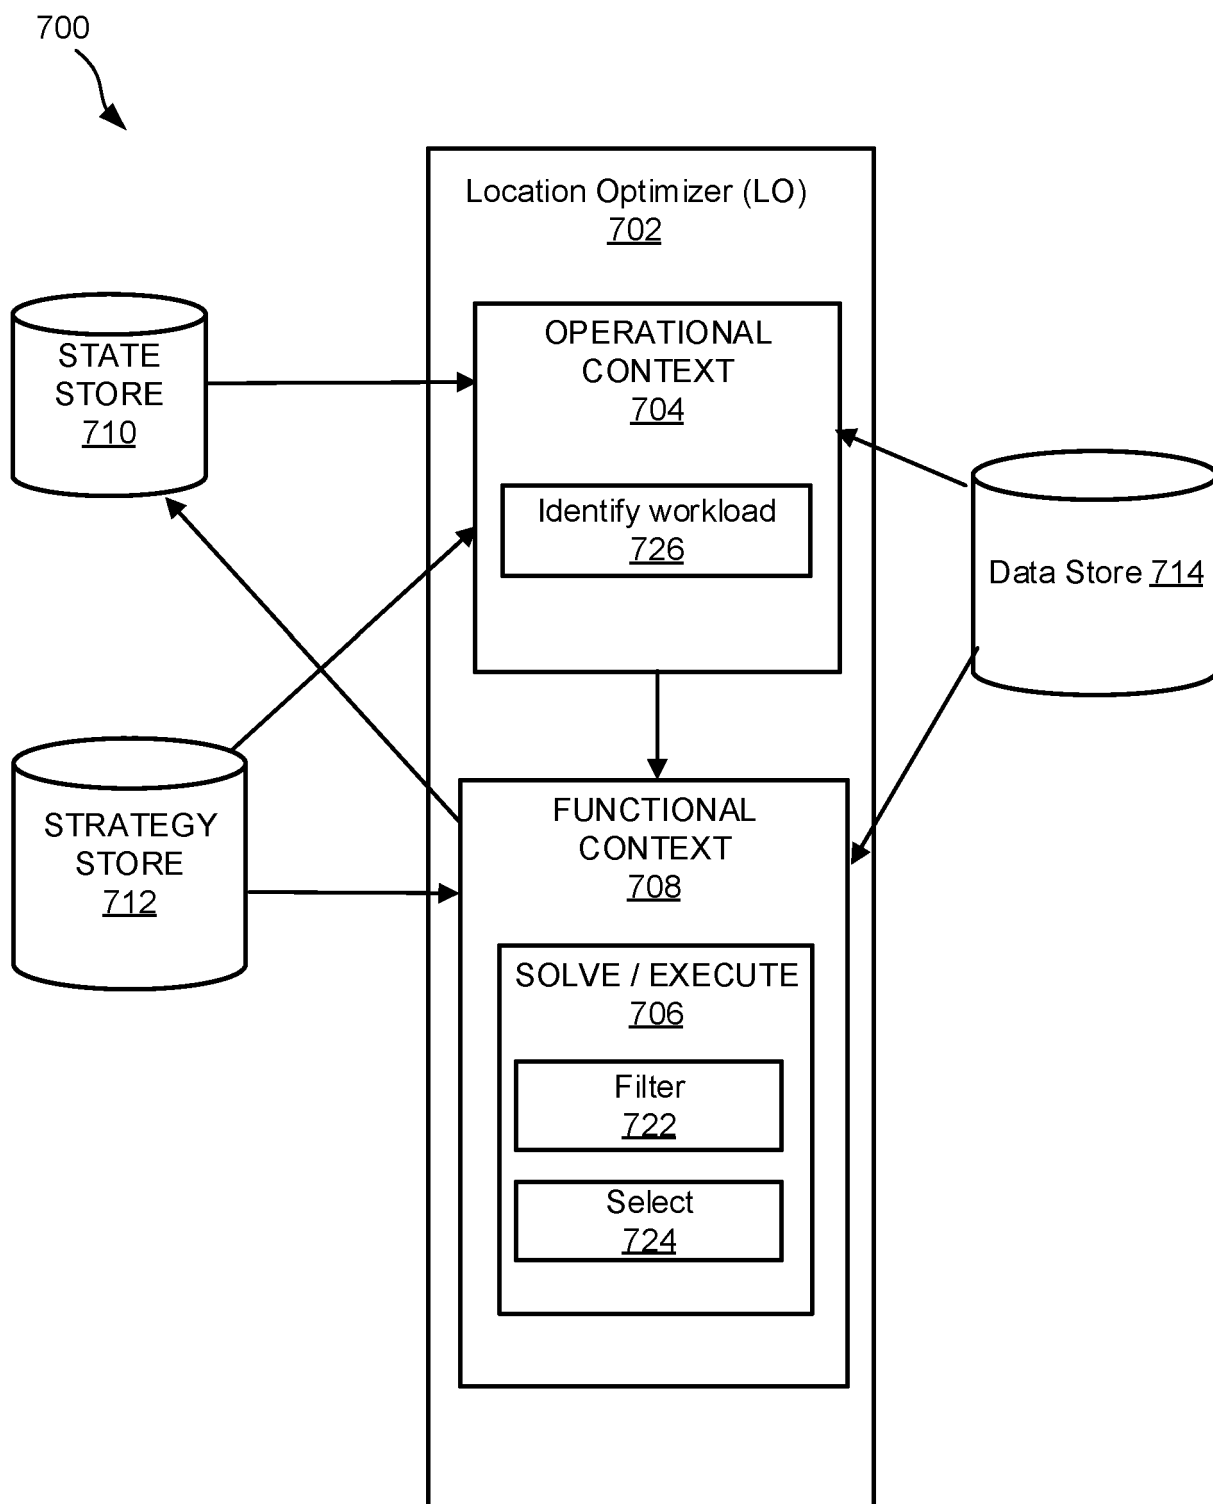 700
Location Optimizer (LO)
702
OPERATIONAL
CONTEXT
704
Identify workload
726
STATE
STORE
710
Data Store 714
STRATEGY
STORE
712
FUNCTIONAL
CONTEXT
708
SOLVE / EXECUTE
706
Filter
722
Select
724